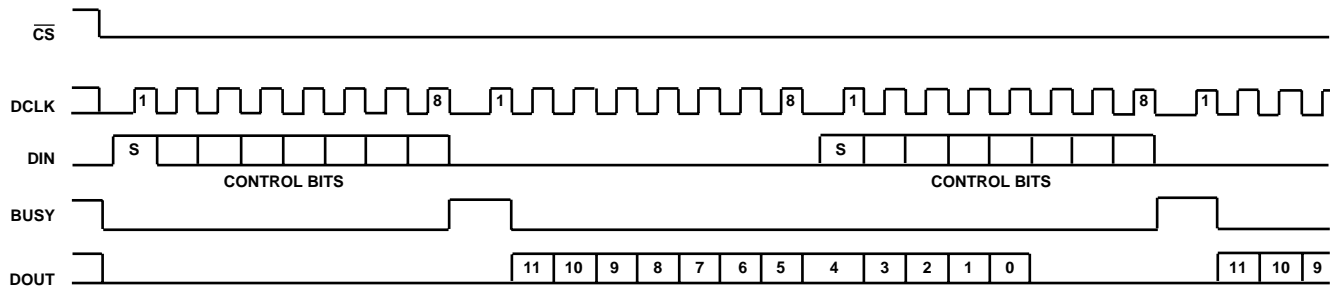 CS
DCLK 1 8 1 8 1 8 1
DIN S S
CONTROL BITS CONTROL BITS
BUSY
DOUT 11 10 9 8 7 6 5 4 3 2 1 0 11 10 9